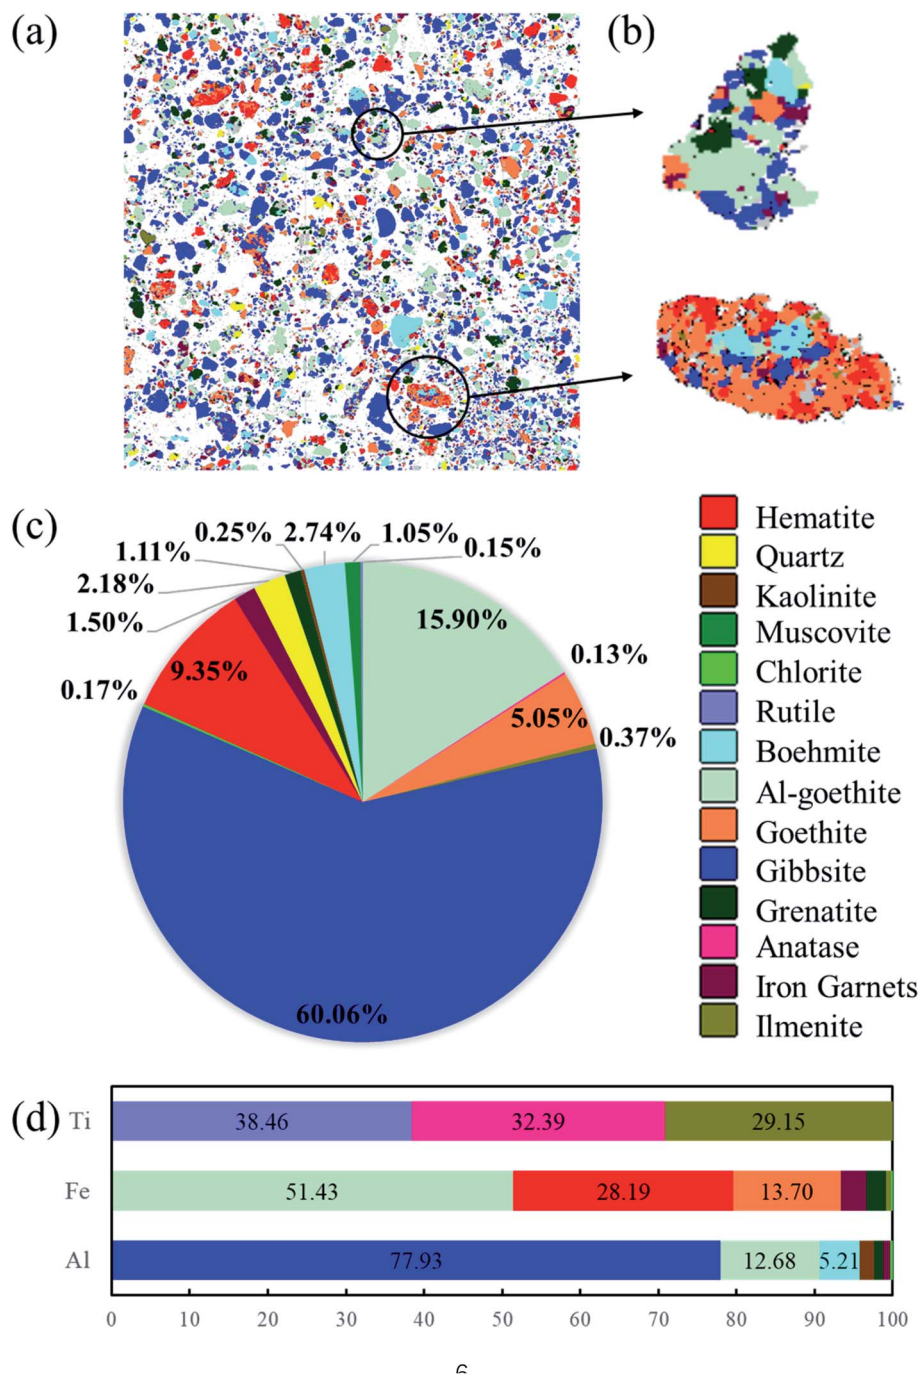 (a)
(b)
(c)
0.25% 2.74% 1.05%
1.11% 0.15%
2.18%
1.50%
15.90%
0.13%
9.35%
0.17%
5.05%
0.37%
60.06%
Hematite
Quartz
Kaolinite
Muscovite
Chlorite
Rutile
Boehmite
Al-goethite
Goethite
Gibbsite
Grenatite
Anatase
Iron Garnets
Ilmenite
(d)
Ti 38.46 32.39 29.15
Fe 51.43 28.19 13.70
Al 77.93 12.68 5.21
0 10 20 30 40 50 60 70 80 90 100